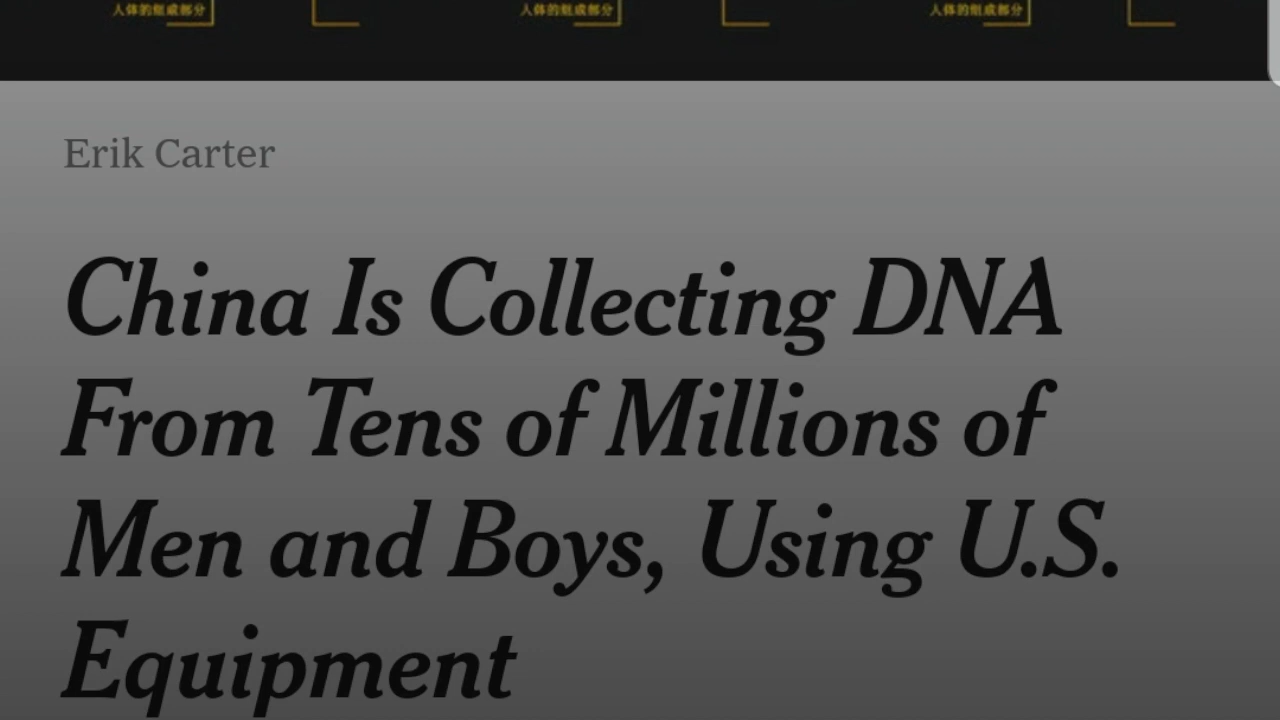 人体的组成部分 人体的组成部分 人体的组成部分
Erik Carter
China Is Collecting DNA
From Tens of Millions of
Men and Boys, Using U.S.
Equipment